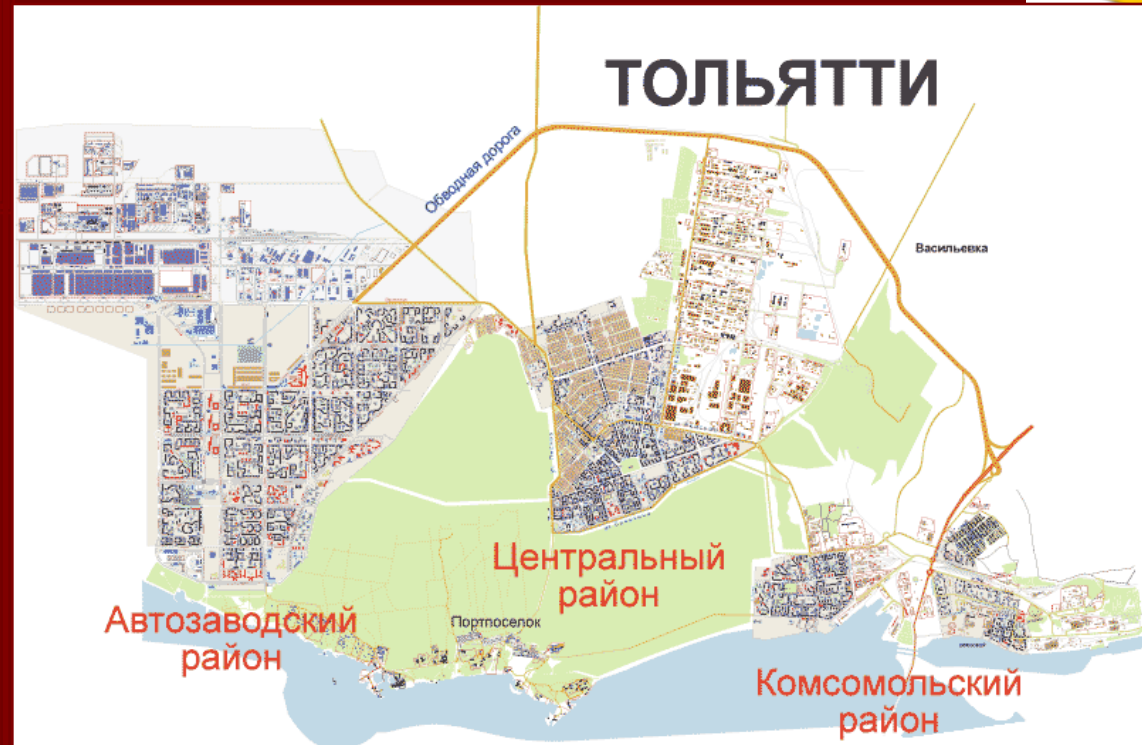 ТОЛЬЯТТИ
Обводная дорога
Васильевка
Центральный
район
Автозаводский
район
Портпоселок
Комсомольский
район